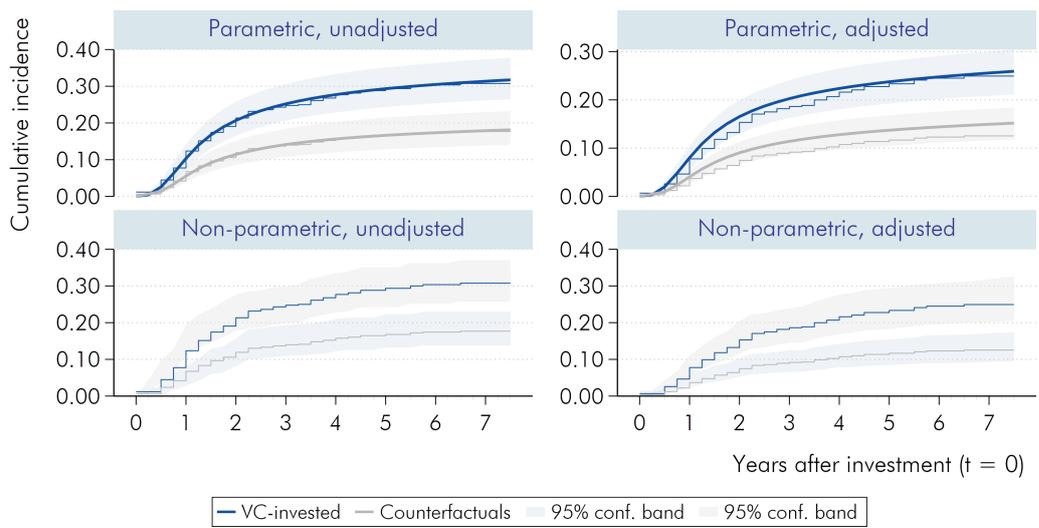 Cumulative incidence
Parametric, unadjusted
0.40
0.30
0.20
0.10
0.00
Parametric, adjusted
0.30
0.20
0.10
0.00
Non-parametric, unadjusted
0.40
0.30
0.20
0.10
0.00
0 1 2 3 4 5 6 7
Non-parametric, adjusted
0.40
0.30
0.20
0.10
0.00
0 1 2 3 4 5 6 7
Years after investment (t = 0)
VC-invested Counterfactuals 95% conf. band 95% conf. band